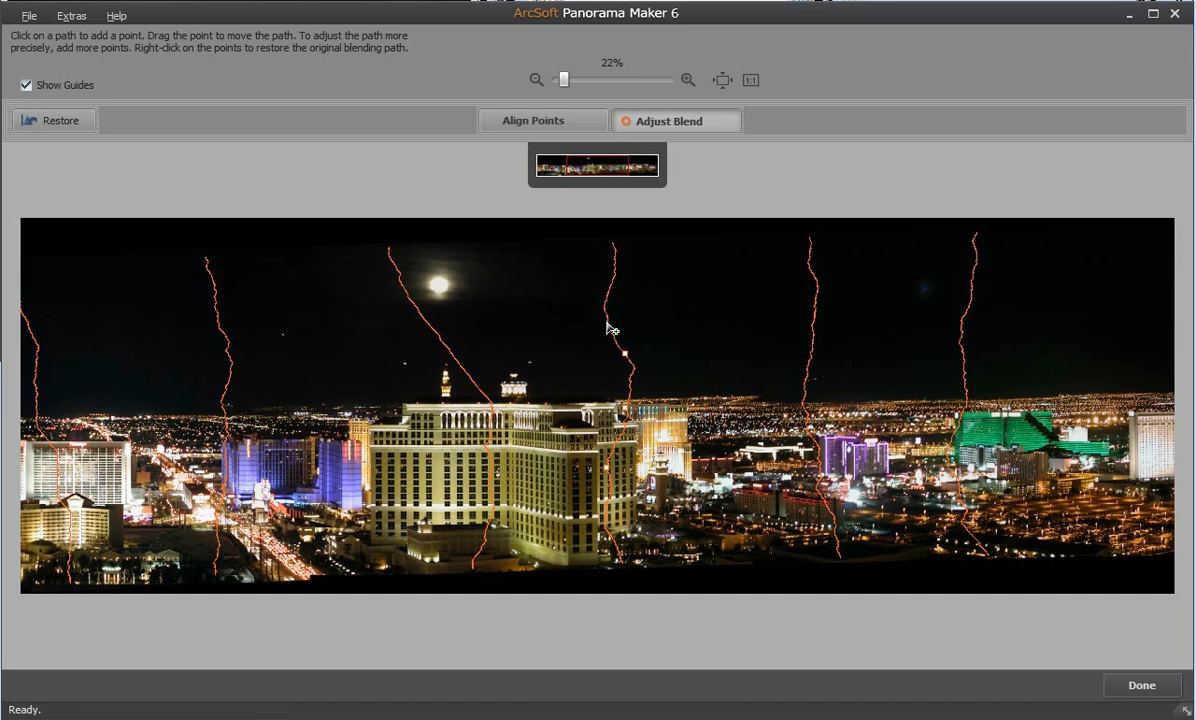 File Extras Help
ArcSoft Panorama Maker 6
Click on a path to add a point. Drag the point to move the path. To adjust the path more
precisely, add more points. Right-click on the points to restore the original blending path.
22%
1:1
Show Guides
Restore
Align Points
Adjust Blend
Done
Ready.